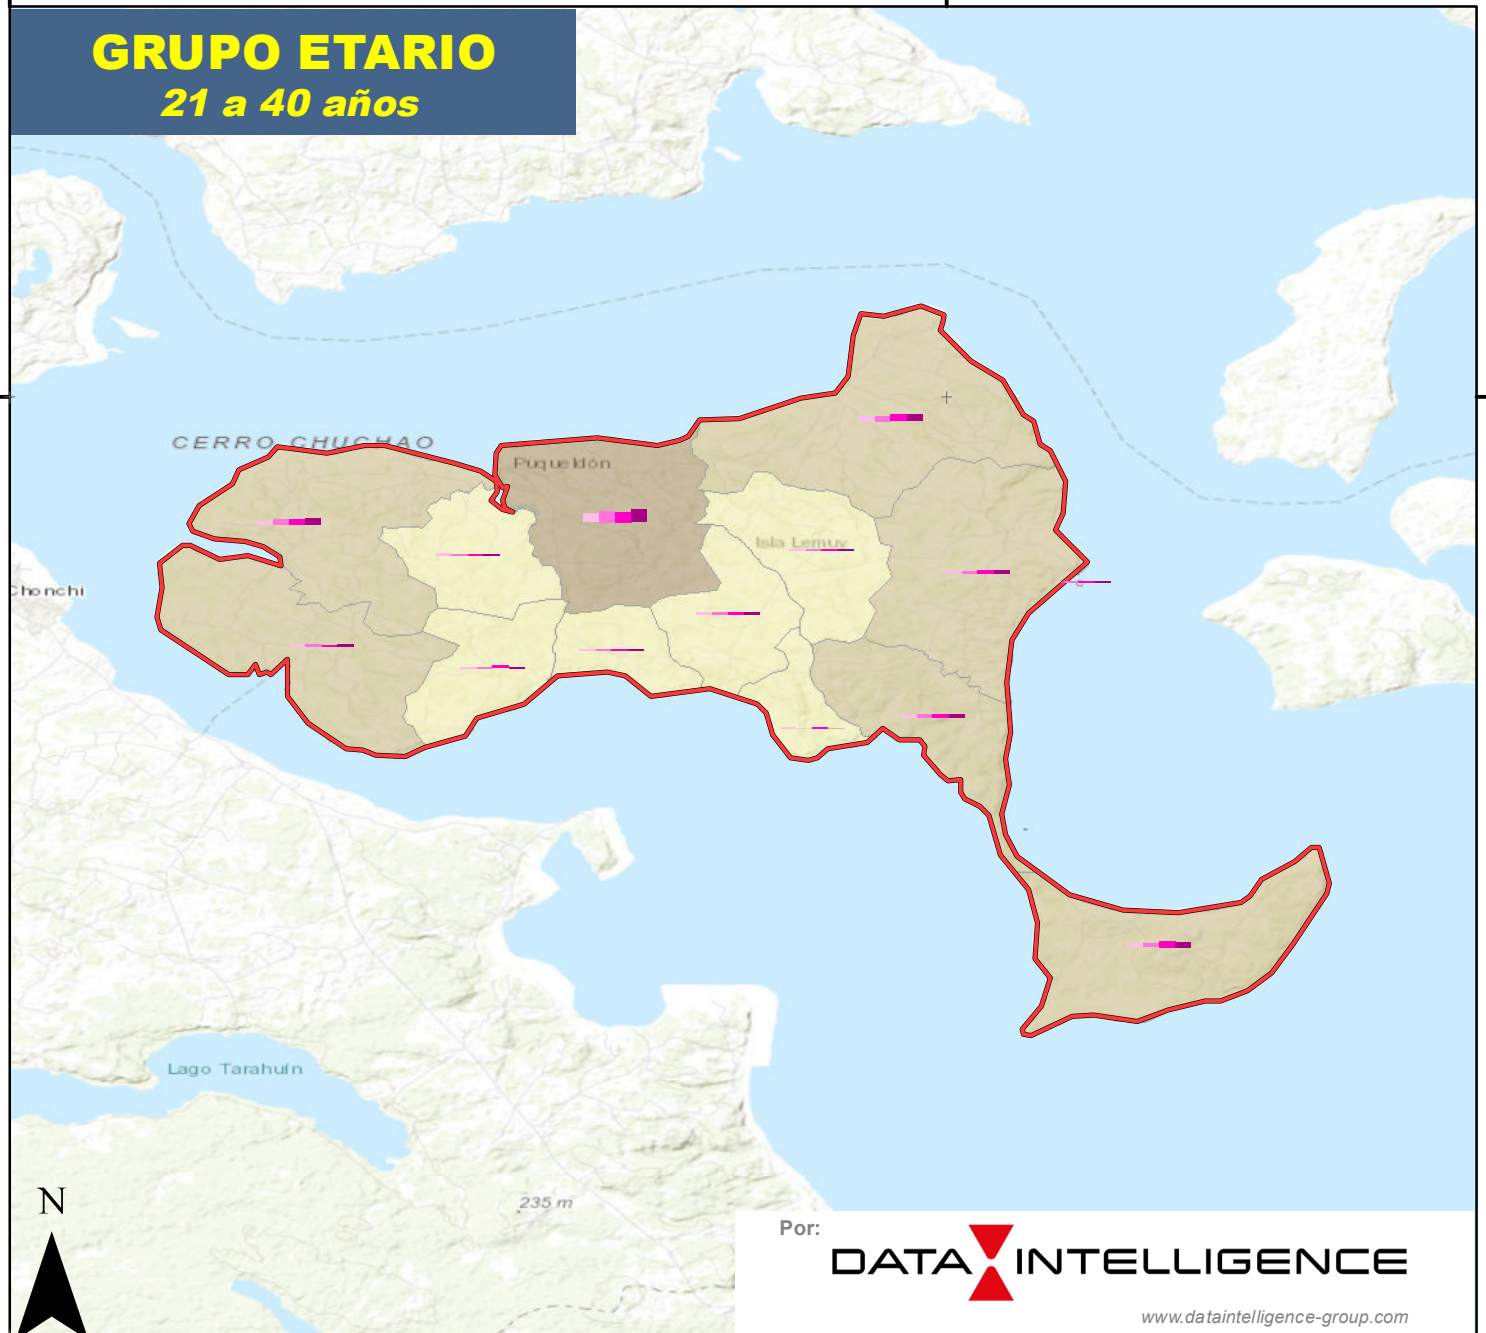 GRUPO ETARIO
21 a 40 años
CERRO CHUCHAO
Puqueldón
Isla Lemuy
Chonchi
Lago Tarahuín
235 m
N
Por:
DATA INTELLIGENCE
www.dataintelligence-group.com